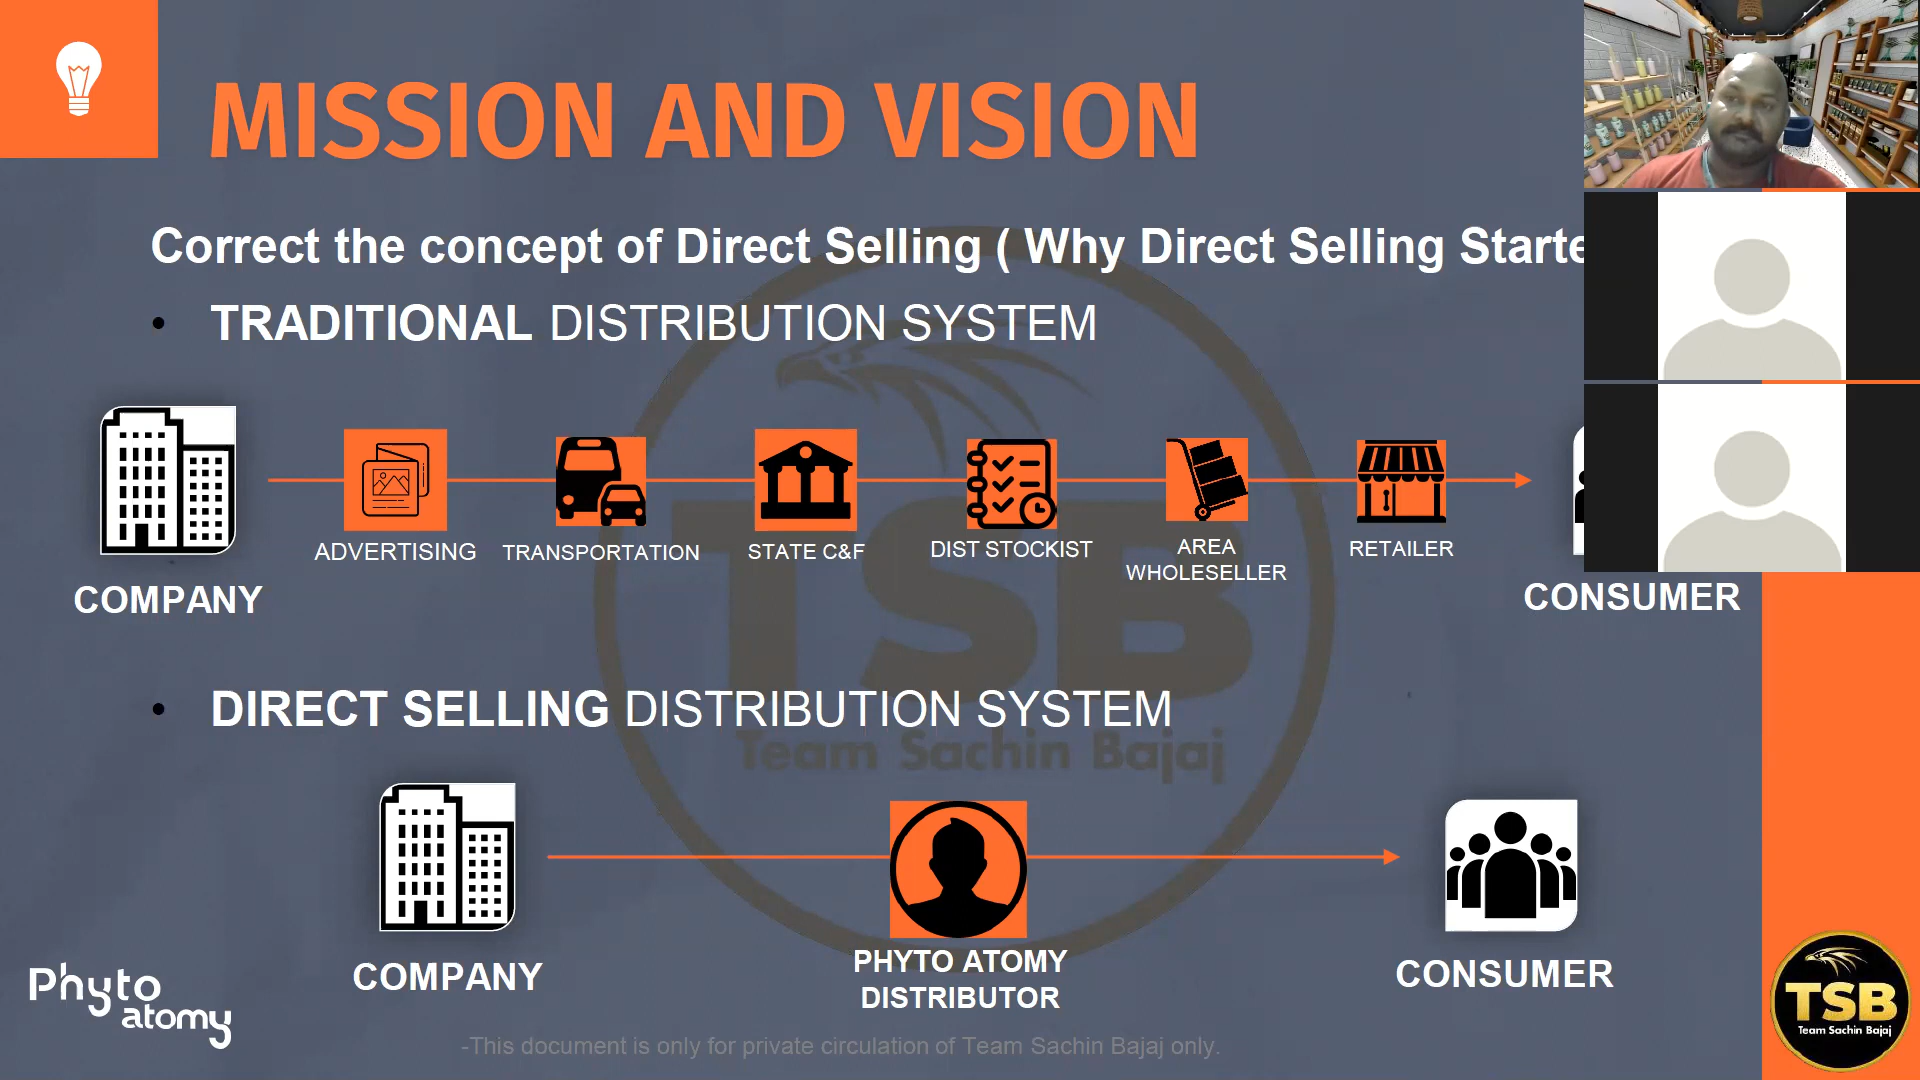 MISSION AND VISION
Correct the concept of Direct Selling ( Why Direct Selling Starte
• TRADITIONAL DISTRIBUTION SYSTEM
ADVERTISING
TRANSPORTATION
STATE C&F
DIST STOCKIST
AREA
WHOLESELLER
RETAILER
COMPANY
CONSUMER
TSB
Team Sachin Bajaj
• DIRECT SELLING DISTRIBUTION SYSTEM
COMPANY
PHYTO ATOMY
DISTRIBUTOR
CONSUMER
Phyto
atomy
-This document is only for private circulation of Team Sachin Bajaj only.
TSB
Team Sachin Bajaj